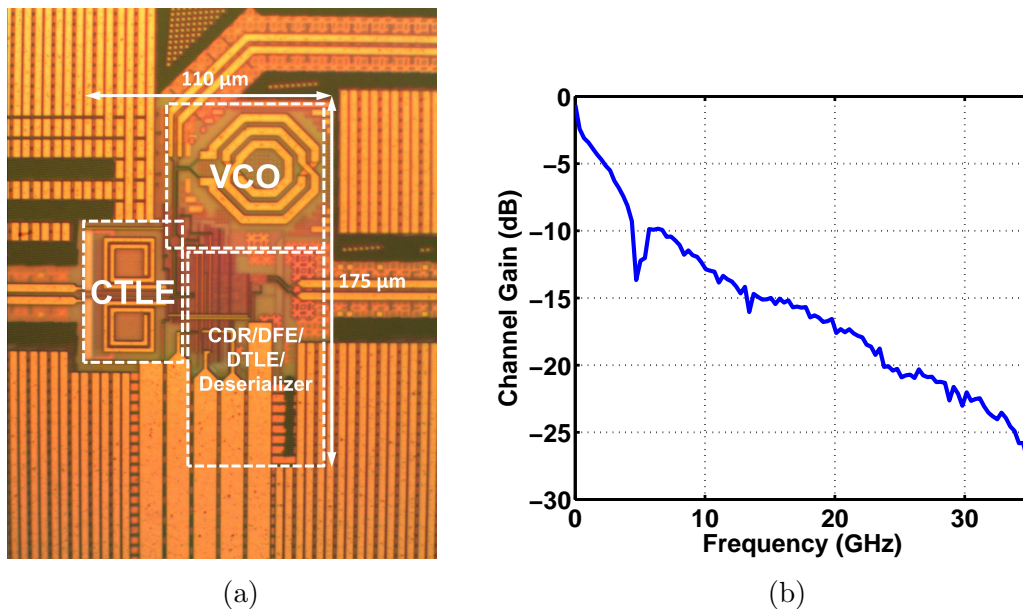 110 µm
VCO
CTLE
175 µm
CDR/DFE/
DTLE/
Deserializer
(a)
0
−5
−10
−15
−20
−25
−30
0
10
20
30
Channel Gain (dB)
Frequency (GHz)
(b)